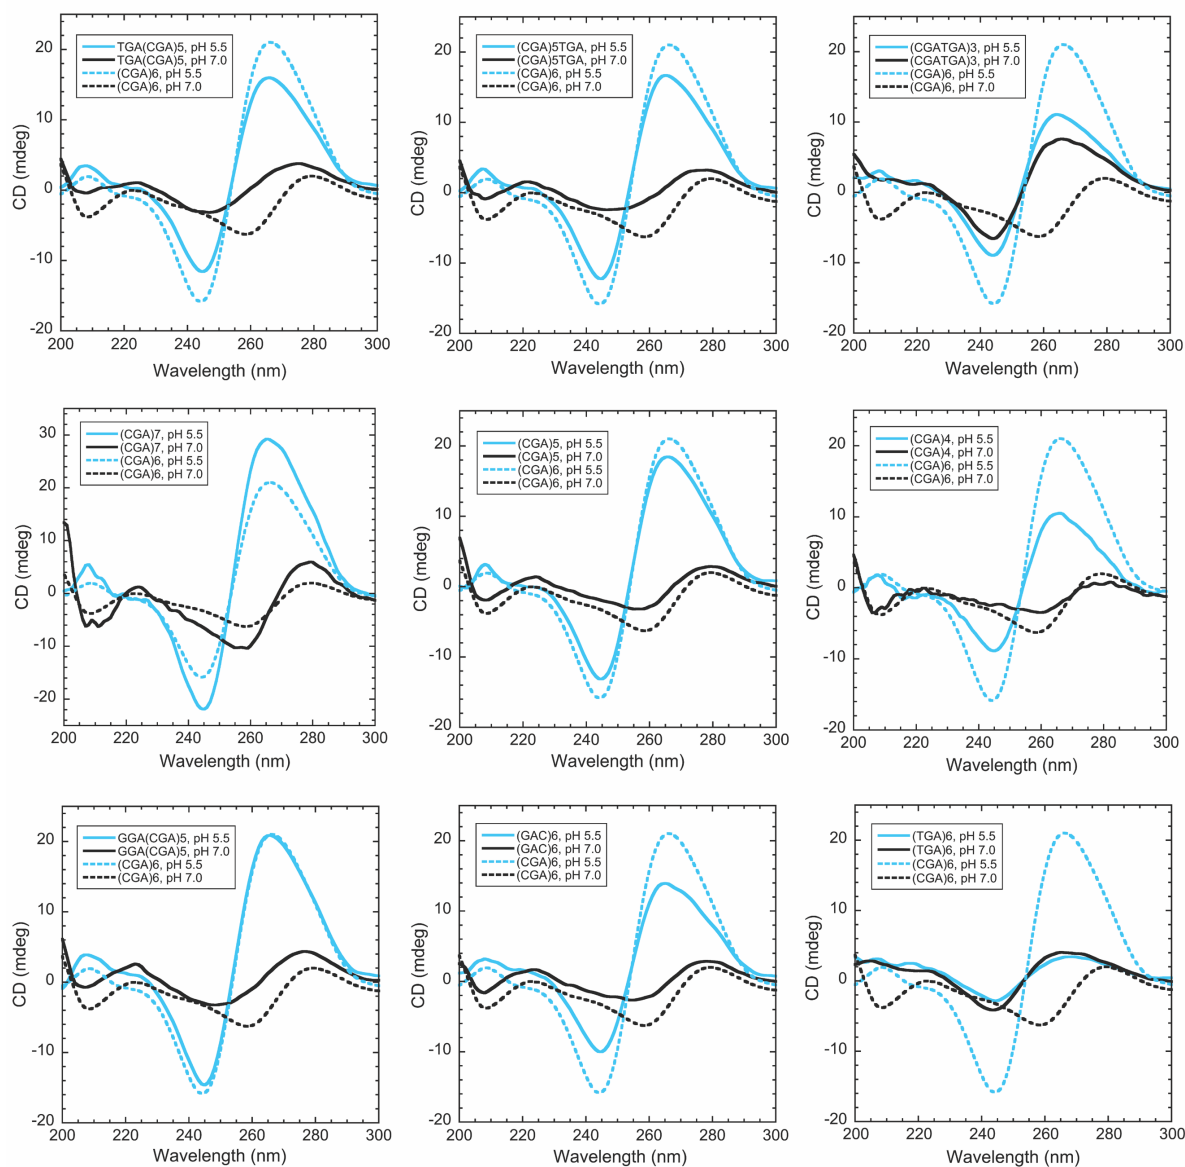 TGA(CGA)5, pH 5.5
TGA(CGA)5, pH 7.0
(CGA)6, pH 5.5
(CGA)6, pH 7.0
20
10
0
-10
-20
CD (mdeg)
200 220 240 260 280 300
Wavelength (nm)
(CGA)5TGA, pH 5.5
(CGA)5TGA, pH 7.0
(CGA)6, pH 5.5
(CGA)6, pH 7.0
20
10
0
-10
-20
CD (mdeg)
200 220 240 260 280 300
Wavelength (nm)
(CGATGA)3, pH 5.5
(CGATGA)3, pH 7.0
(CGA)6, pH 5.5
(CGA)6, pH 7.0
20
10
0
-10
-20
CD (mdeg)
200 220 240 260 280 300
Wavelength (nm)
(CGA)7, pH 5.5
(CGA)7, pH 7.0
(CGA)6, pH 5.5
(CGA)6, pH 7.0
30
20
10
0
-10
-20
CD (mdeg)
200 220 240 260 280 300
Wavelength (nm)
(CGA)5, pH 5.5
(CGA)5, pH 7.0
(CGA)6, pH 5.5
(CGA)6, pH 7.0
20
10
0
-10
-20
CD (mdeg)
200 220 240 260 280 300
Wavelength (nm)
(CGA)4, pH 5.5
(CGA)4, pH 7.0
(CGA)6, pH 5.5
(CGA)6, pH 7.0
20
10
0
-10
-20
CD (mdeg)
200 220 240 260 280 300
Wavelength (nm)
GGA(CGA)5, pH 5.5
GGA(CGA)5, pH 7.0
(CGA)6, pH 5.5
(CGA)6, pH 7.0
20
10
0
-10
-20
CD (mdeg)
200 220 240 260 280 300
Wavelength (nm)
(GAC)6, pH 5.5
(GAC)6, pH 7.0
(CGA)6, pH 5.5
(CGA)6, pH 7.0
20
10
0
-10
-20
CD (mdeg)
200 220 240 260 280 300
Wavelength (nm)
(TGA)6, pH 5.5
(TGA)6, pH 7.0
(CGA)6, pH 5.5
(CGA)6, pH 7.0
20
10
0
-10
-20
CD (mdeg)
200 220 240 260 280 300
Wavelength (nm)